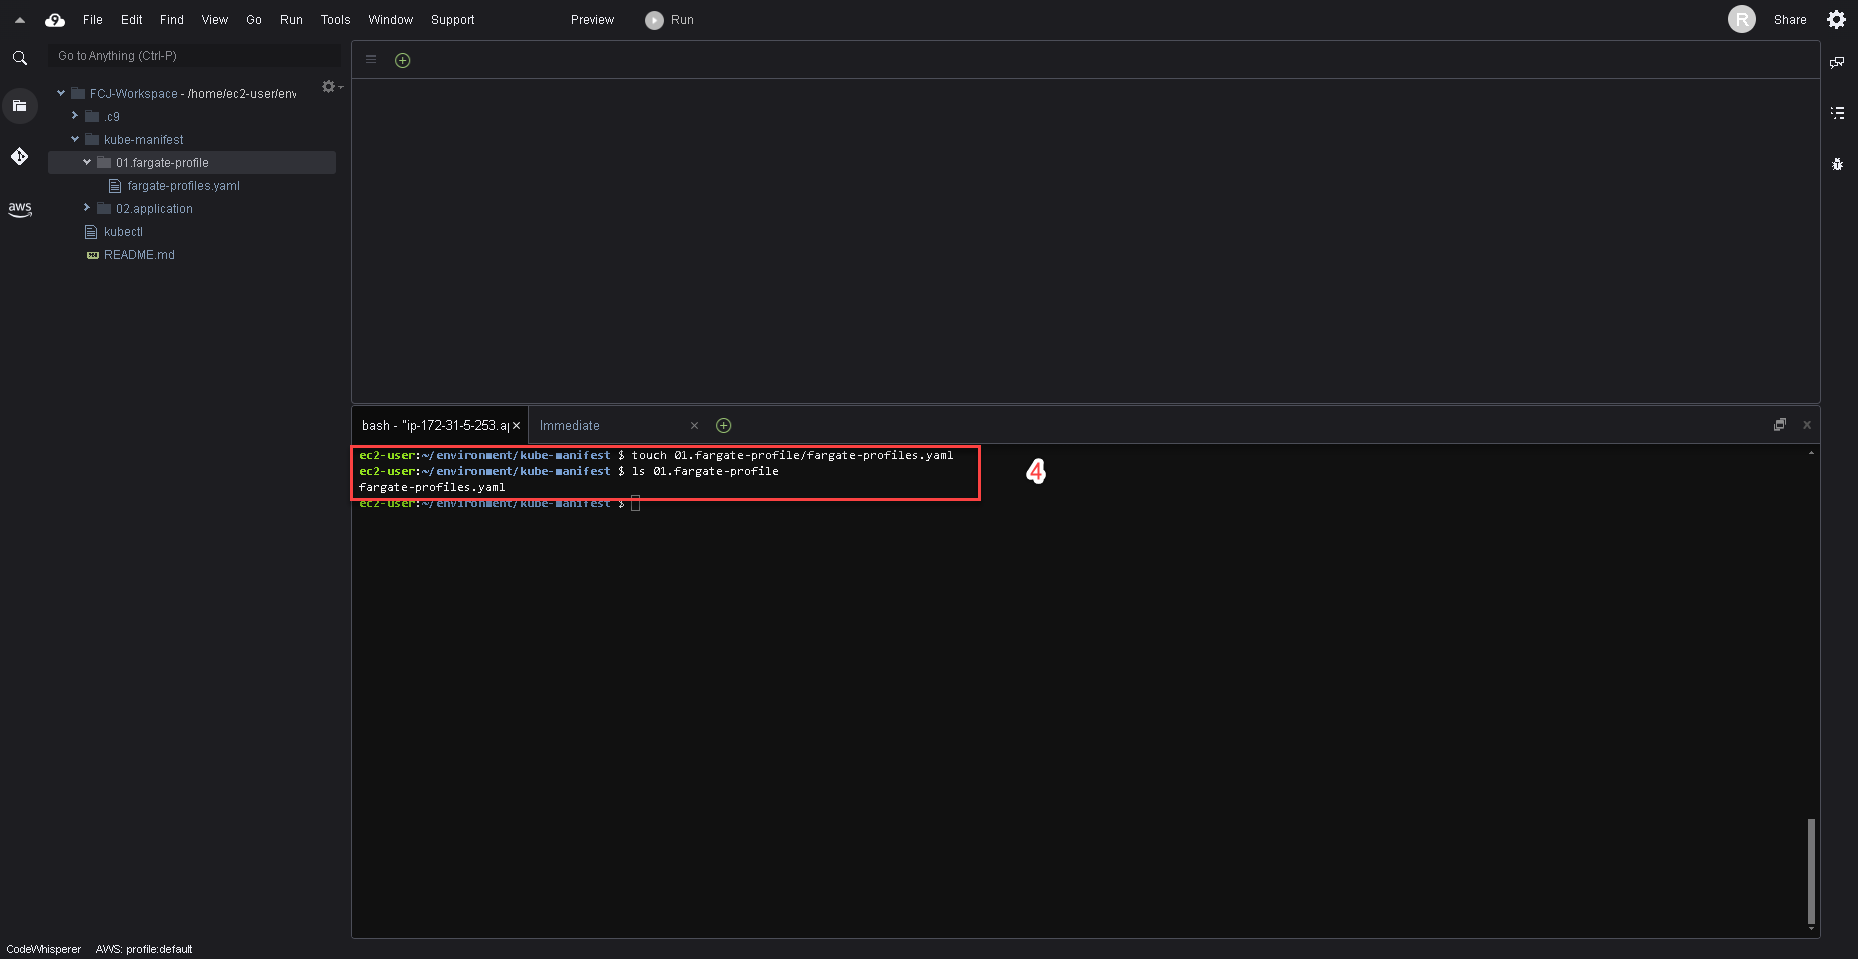 File Edit Find View Go Run Tools Window Support Preview Run R Share
Go to Anything (Ctrl-P)
FCJ-Workspace - /home/ec2-user/env
.c9
kube-manifest
01.fargate-profile
fargate-profiles.yaml
02.application
kubectl
README.md
aws
bash - "ip-172-31-5-253.ap Immediate
ec2-user:~/environment/kube-manifest $ touch 01.fargate-profile/fargate-profiles.yaml
ec2-user:~/environment/kube-manifest $ ls 01.fargate-profile
fargate-profiles.yaml
ec2-user:~/environment/kube-manifest $
4
CodeWhisperer AWS: profile:default